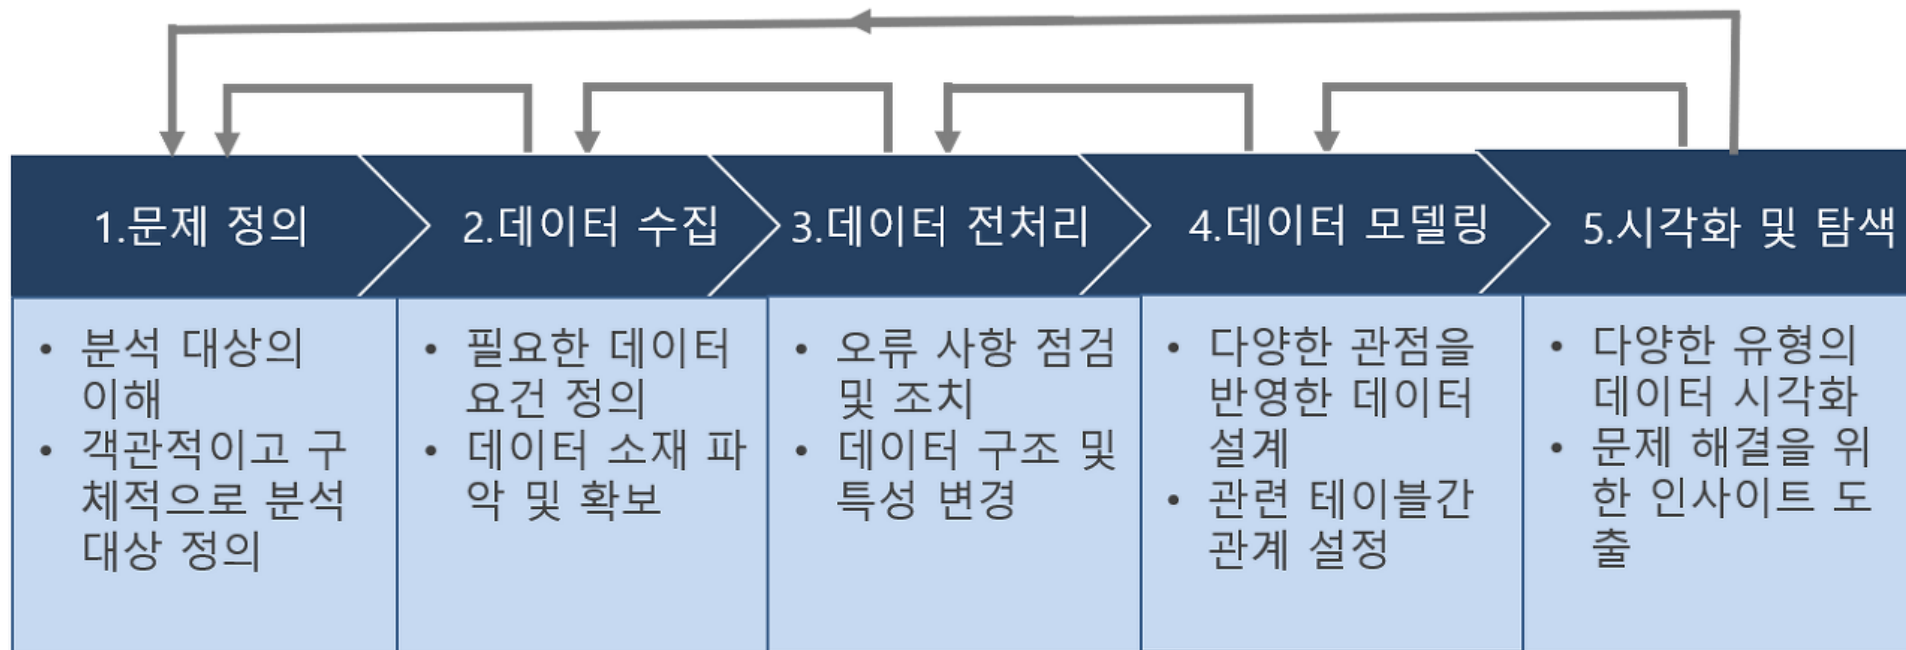 1.문제 정의
2.데이터 수집
3.데이터 전처리
4.데이터 모델링
5.시각화 및 탐색
• 분석 대상의
이해
• 객관적이고 구
체적으로 분석
대상 정의
• 필요한 데이터
요건 정의
• 데이터 소재 파
악 및 확보
• 오류 사항 점검
및 조치
• 데이터 구조 및
특성 변경
• 다양한 관점을
반영한 데이터
설계
• 관련 테이블간
관계 설정
• 다양한 유형의
데이터 시각화
• 문제 해결을 위
한 인사이트 도
출